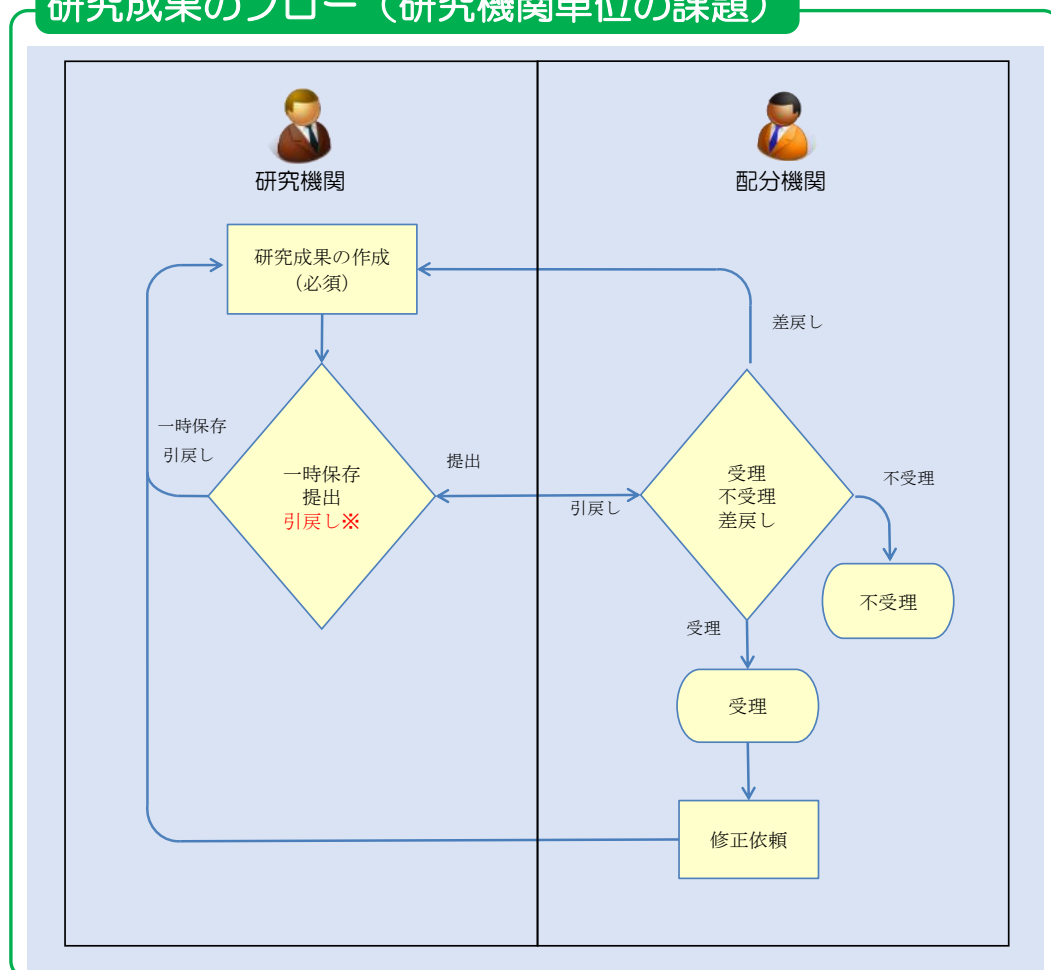 研究成果のフロー（研究機関単位の課題）
研究機関
配分機関
研究成果の作成
（必須）
差戻し
一時保存
引戻し
一時保存
提出
引戻し※
提出
引戻し
受理
不受理
差戻し
不受理
不受理
受理
受理
修正依頼